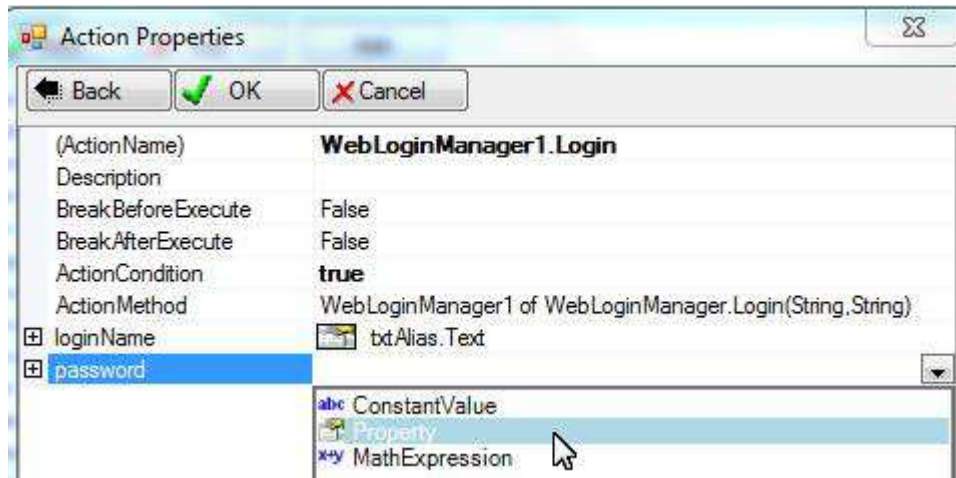 Action Properties
Back OK Cancel
(ActionName) WebLoginManager1.Login
Description
BreakBeforeExecute False
BreakAfterExecute False
ActionCondition true
ActionMethod WebLoginManager1 of WebLoginManager.Login(String,String)
loginName txtAlias.Text
password
abc ConstantValue
Property
x+y MathExpression